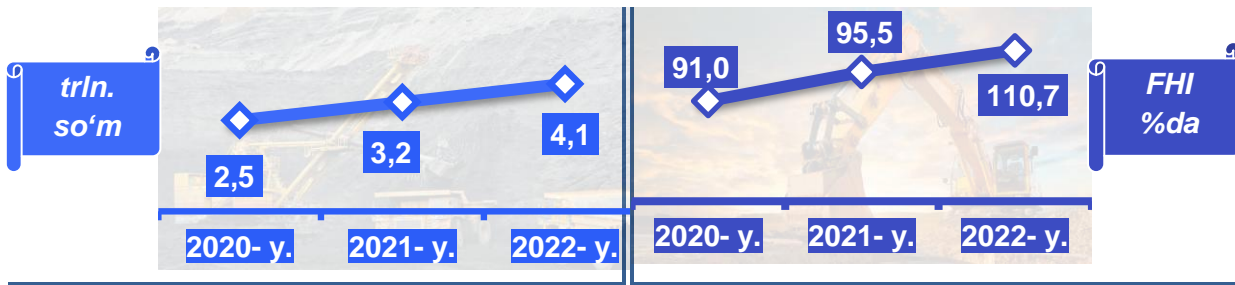 trln.
so‘m
2,5
3,2
4,1
2020- y.
2021- y.
2022- y.
91,0
95,5
110,7
2020- y.
2021- y.
2022- y.
FHI
%da